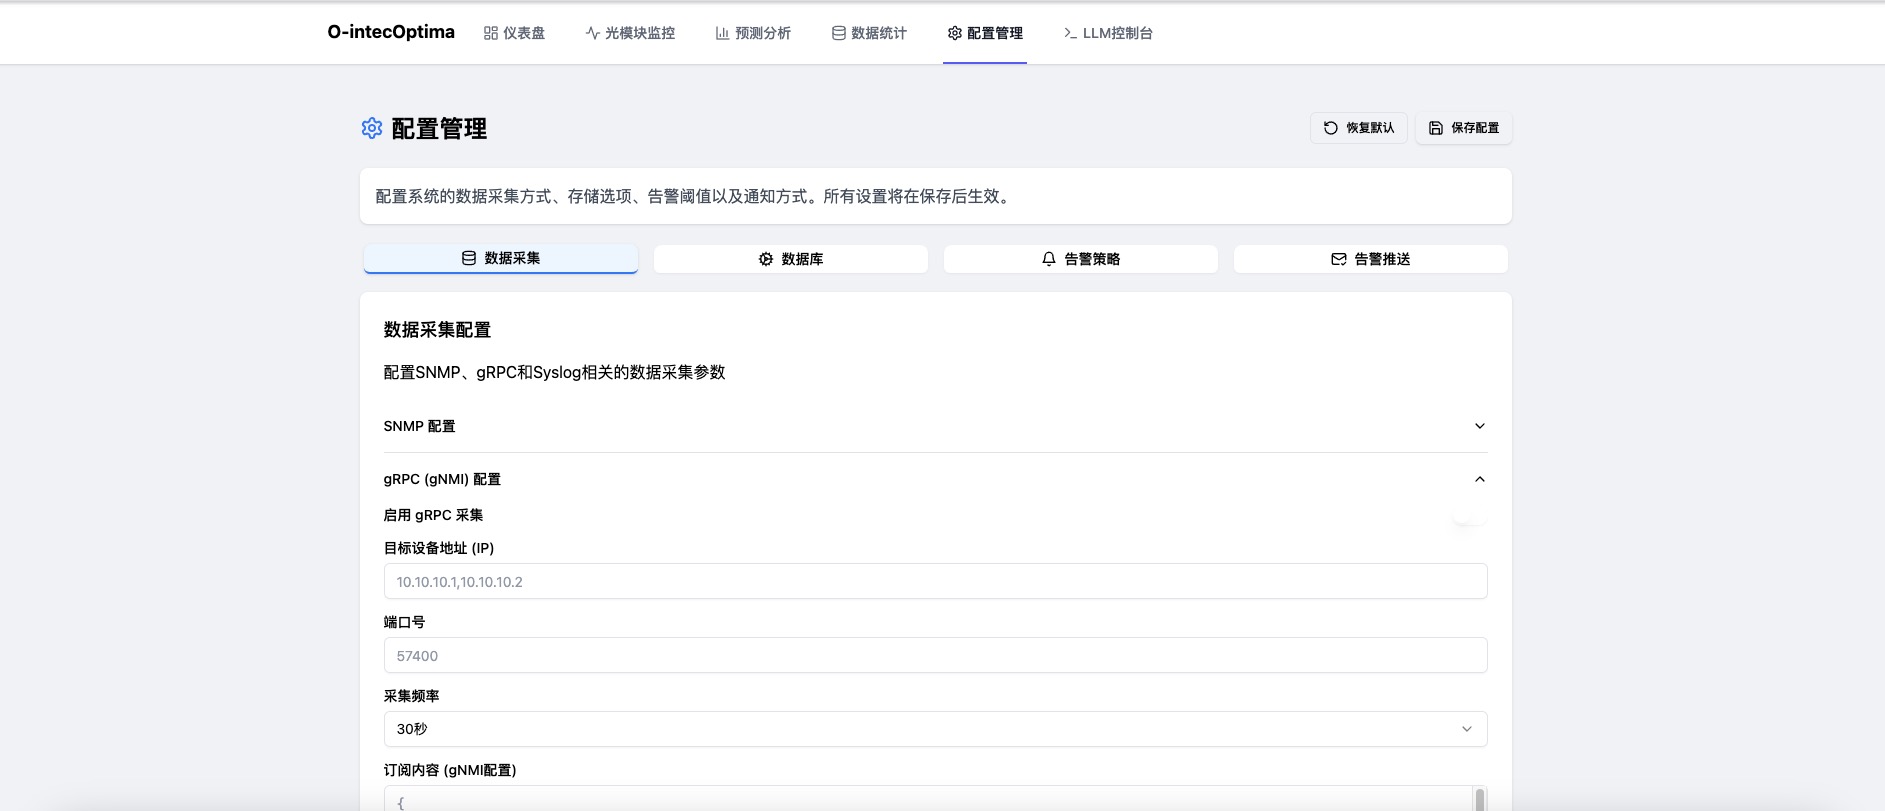 O-intecOptima 仪表盘 光模块监控 预测分析 数据统计 配置管理 LLM控制台
配置管理 恢复默认 保存配置
配置系统的数据采集方式、存储选项、告警阈值以及通知方式。所有设置将在保存后生效。
数据采集 数据库 告警策略 告警推送
数据采集配置
配置SNMP、gRPC和Syslog相关的数据采集参数
SNMP 配置
gRPC (gNMI) 配置
启用 gRPC 采集
目标设备地址 (IP)
10.10.10.1,10.10.10.2
端口号
57400
采集频率
30秒
订阅内容 (gNMI配置)
{